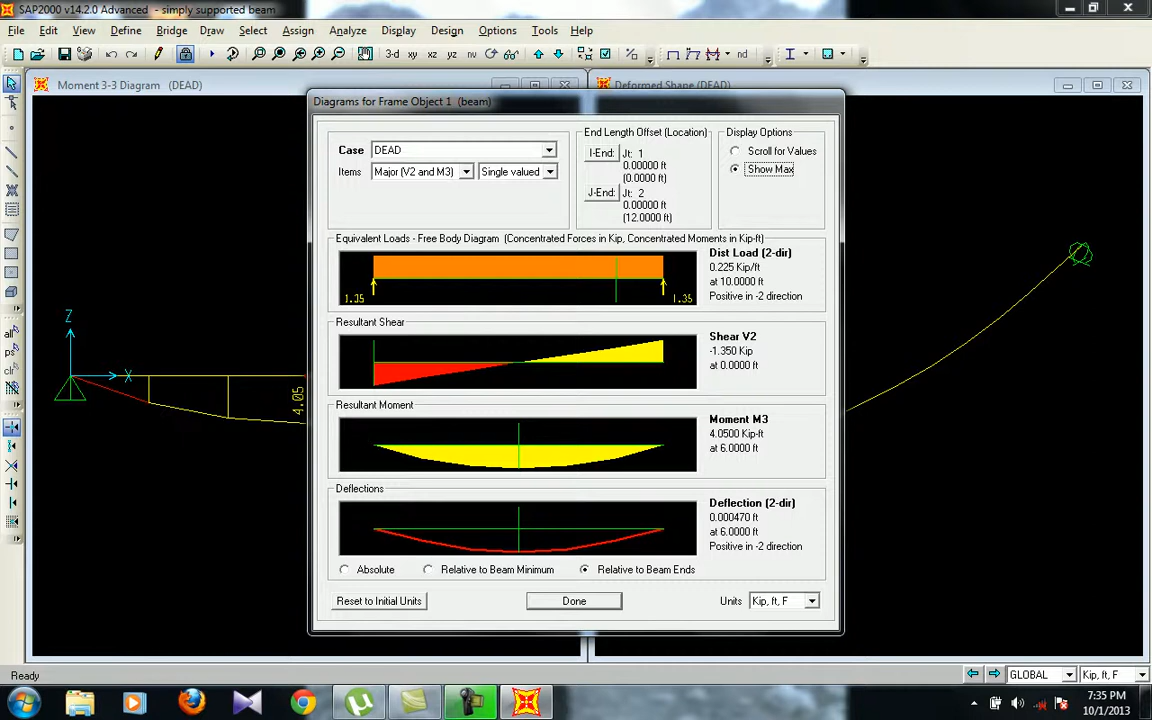 SAP2000 v14.2.0 Advanced - simply supported beam
File Edit View Define Bridge Draw Select Assign Analyze Display Design Options Tools Help
3-d xy xz yz nv nd
Moment 3-3 Diagram (DEAD)
Deformed Shape (DEAD)
Diagrams for Frame Object 1 (beam)
Case DEAD
Items Major (V2 and M3) Single valued
End Length Offset (Location)
I-End: Jt: 1
0.00000 ft
(0.0000 ft)
J-End: Jt: 2
0.00000 ft
(12.0000 ft)
Display Options
Scroll for Values
Show Max
Equivalent Loads - Free Body Diagram (Concentrated Forces in Kip, Concentrated Moments in Kip-ft)
1.35 1.35
Dist Load (2-dir)
0.225 Kip/ft
at 10.0000 ft
Positive in -2 direction
Resultant Shear
Shear V2
-1.350 Kip
at 0.0000 ft
Resultant Moment
Moment M3
4.0500 Kip-ft
at 6.0000 ft
Deflections
Deflection (2-dir)
0.000470 ft
at 6.0000 ft
Positive in -2 direction
Absolute Relative to Beam Minimum Relative to Beam Ends
Reset to Initial Units Done Units Kip, ft, F
Z
X
4.05
all
ps
clr
Ready GLOBAL Kip, ft, F
7:35 PM
10/1/2013